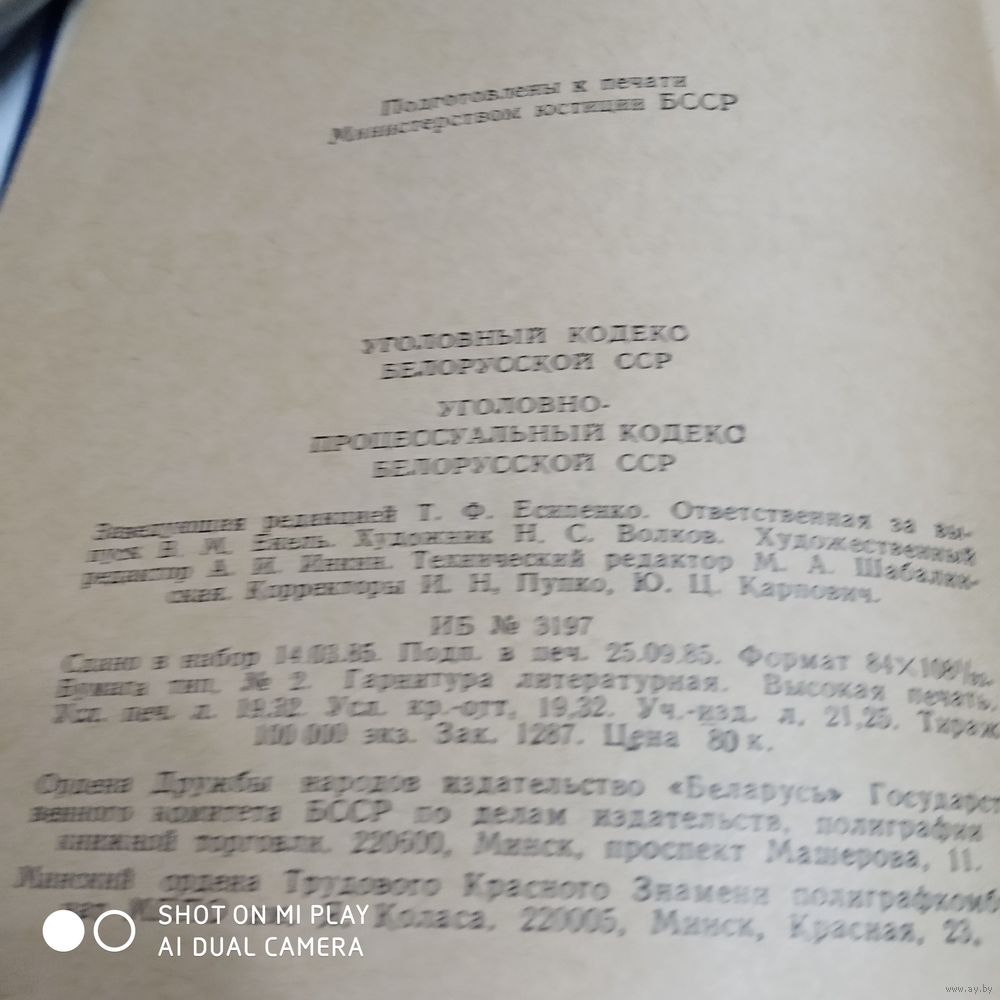 Подготовлены к печати
Министерством юстиции БССР
УГОЛОВНЫЙ КОДЕКС
БЕЛОРУССКОЙ ССР
УГОЛОВНО-
ПРОЦЕССУАЛЬНЫЙ КОДЕКС
БЕЛОРУССКОЙ ССР
Заведующая редакцией Т. Ф. Есипенко. Ответственная за вы-
пуск В. М. Художник Н. С. Волков. Художественный
редактор А. И. Технический редактор М. А. Шабалин-
ская. Корректоры И. Н. Пупко, Ю. Ц. Карпович.
ИБ № 3197
Сдано в набор 14.03.85. Подп. в печ. 25.09.85. Формат 84×108/
Бумага тип. № 2. Гарнитура литературная. Высокая печать.
Усл. печ. л. 19,32. Усл. кр.-отт. 19,32. Уч.-изд. л. 21,25. Тираж
100 000 экз. Зак. 1287. Цена 80 к.
Ордена Дружбы народов издательство «Беларусь» Государст
венного комитета БССР по делам издательств, полиграфии
книжной торговли. 220600, Минск, проспект Машерова, 11.
Минский ордена Трудового Красного Знамени полиграфкомб
Я. Коласа. 220005, Минск, Красная, 23.
SHOT ON MI PLAY
AI DUAL CAMERA
www.ay.by